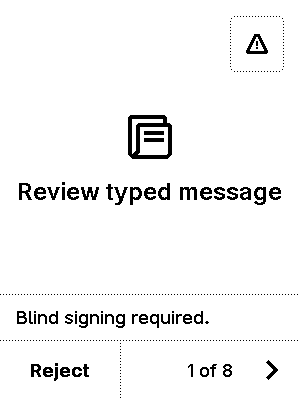 Review typed message
Blind signing required.
Reject
1 of 8